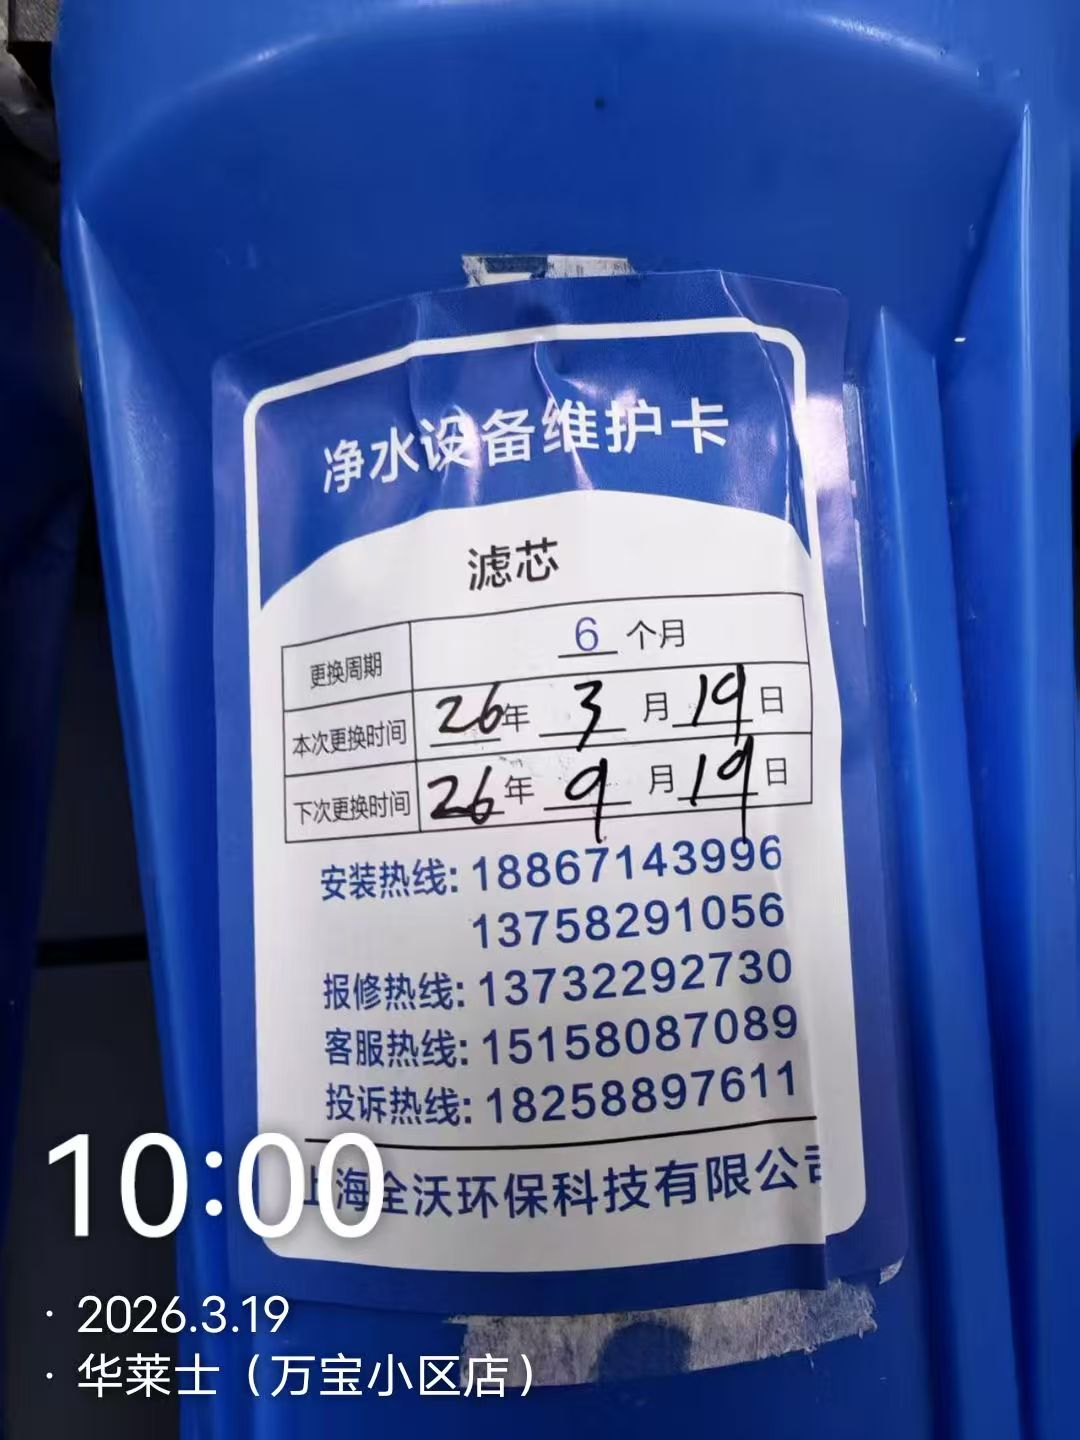 净水设备维护卡
滤芯
更换周期 6 个月
本次更换时间 26年 3 月 19 日
下次更换时间 26年 9 月 19 日
安装热线: 18867143996
13758291056
报修热线: 13732292730
客服热线: 15158087089
投诉热线: 18258897611
上海全沃环保科技有限公司
10:00
· 2026.3.19
· 华莱士（万宝小区店）